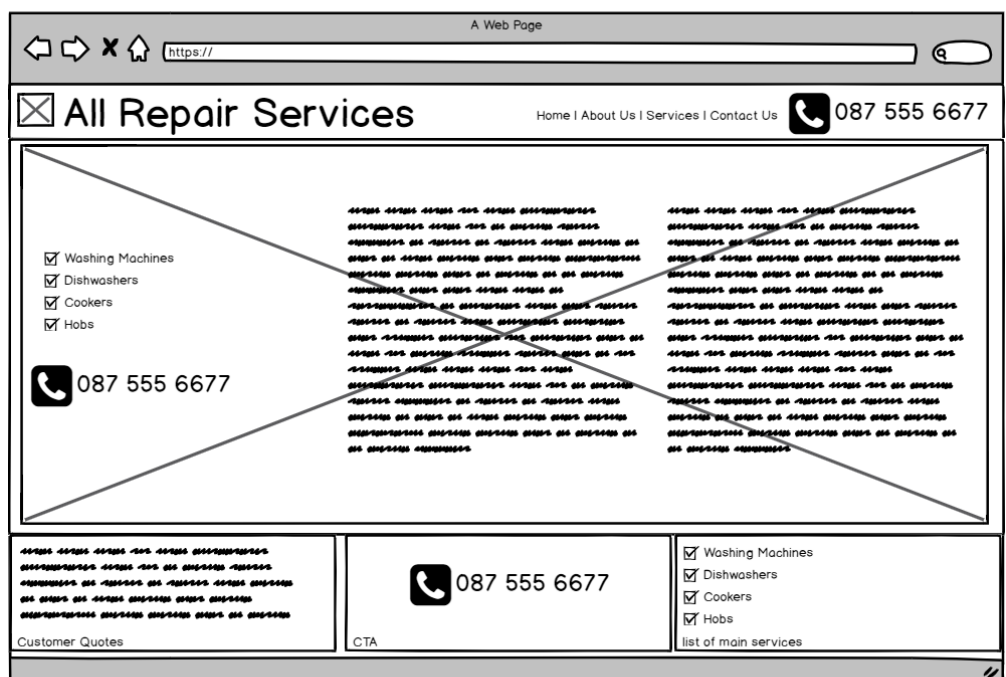 A Web Page
https://
All Repair Services
Home | About Us | Services | Contact Us
087 555 6677
Washing Machines
Dishwashers
Cookers
Hobs
087 555 6677
Customer Quotes
087 555 6677
CTA
Washing Machines
Dishwashers
Cookers
Hobs
list of main services